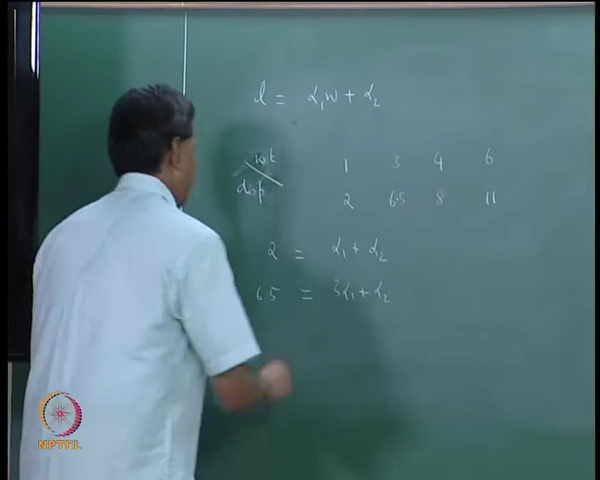 l = α₁w + α₂
wt 1 3 4 6
disp 2 6.5 8 11
2 = α₁ + α₂
6.5 = 3α₁ + α₂
NPTEL